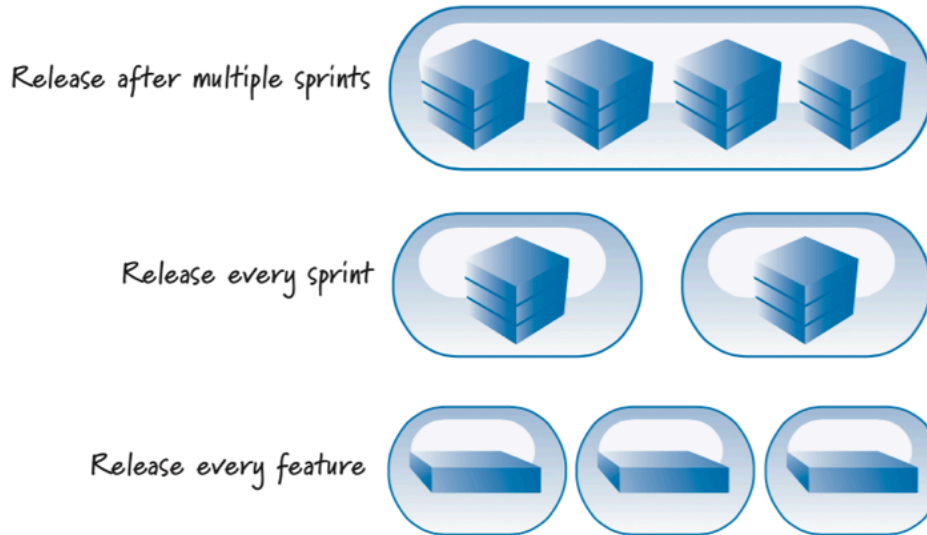 Release after multiple sprints
Release every sprint
Release every feature